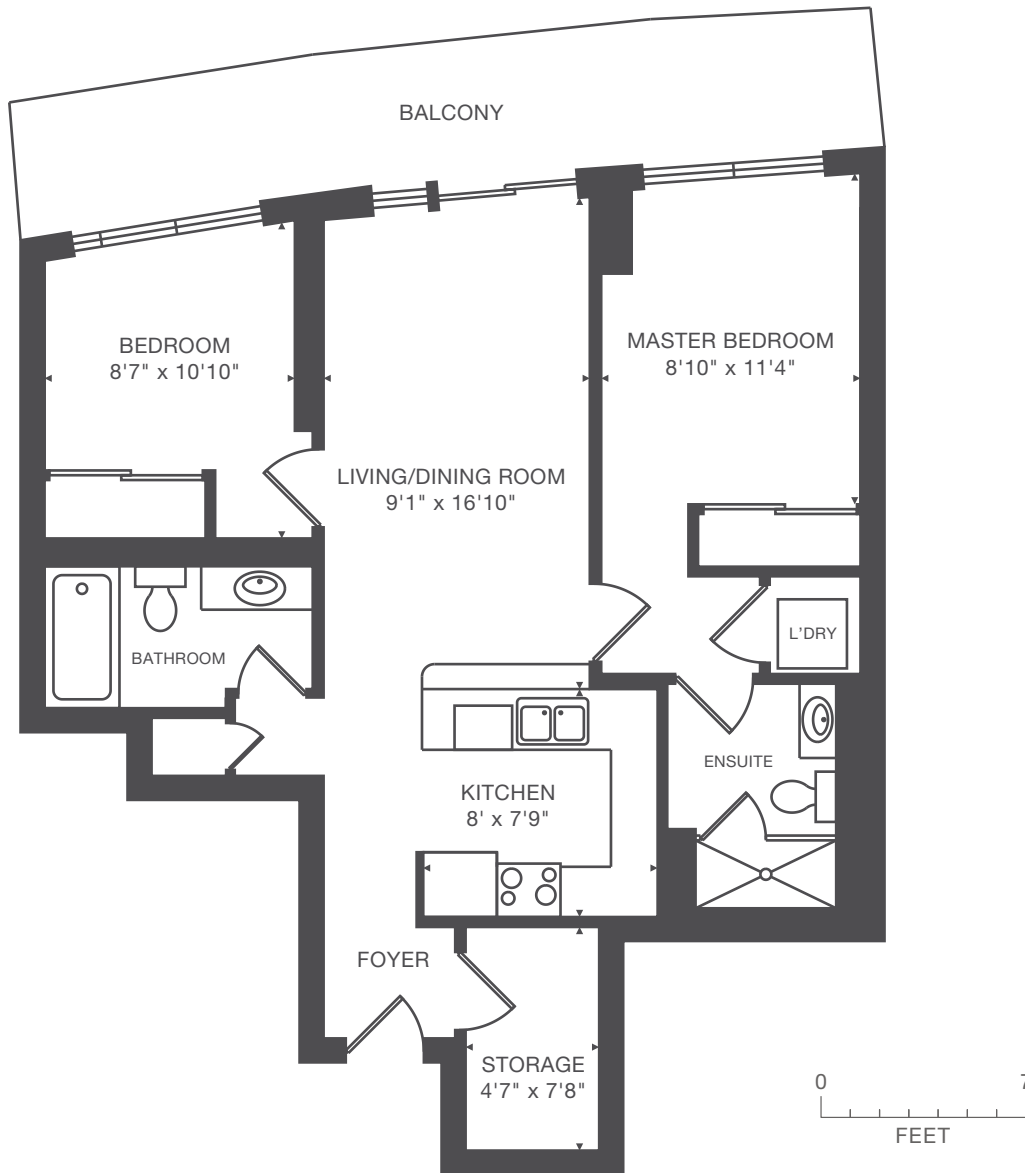 BALCONY
BEDROOM
8'7" x 10'10"
MASTER BEDROOM
8'10" x 11'4"
LIVING/DINING ROOM
9'1" x 16'10"
BATHROOM
L'DRY
ENSUITE
KITCHEN
8' x 7'9"
FOYER
STORAGE
4'7" x 7'8"
0 7
FEET